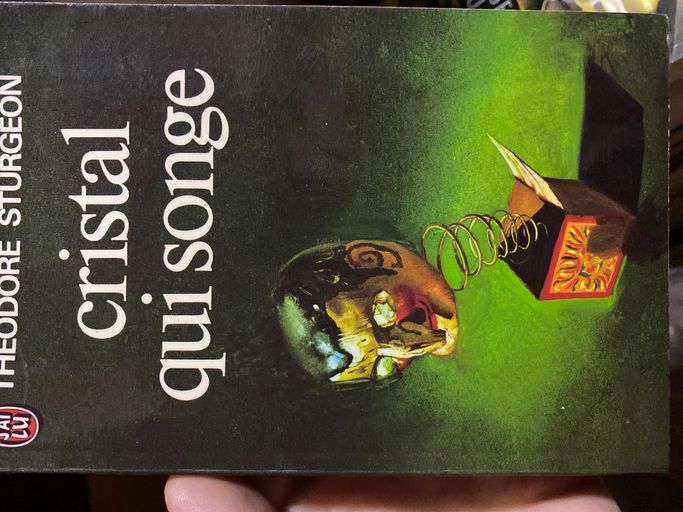 THEODORE STURGEON
cristal
qui songe
J'AI
LU